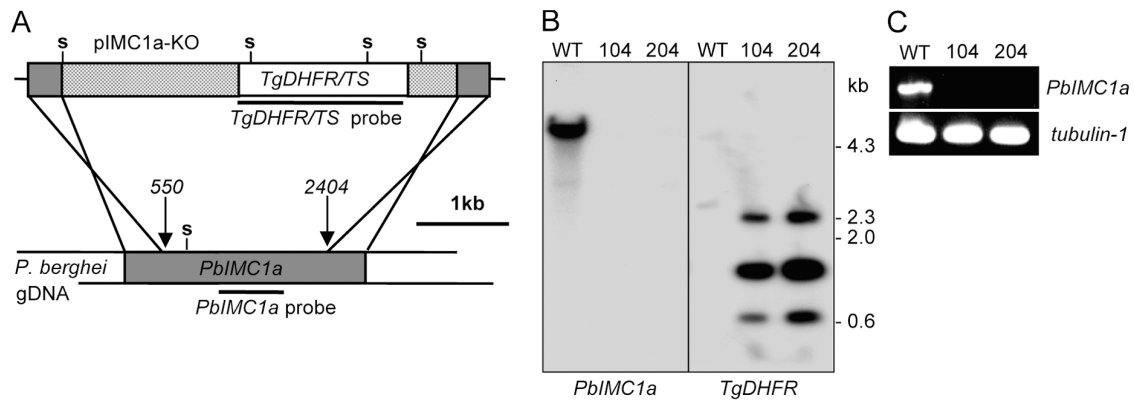 A
s pIMC1a-KO s s s
TgDHFR/TS
TgDHFR/TS probe
550 2404
1kb
s
P. berghei PbIMC1a
gDNA
PbIMC1a probe
B
WT 104 204 WT 104 204
kb
- 4.3
- 2.3
- 2.0
- 0.6
PbIMC1a TgDHFR
C
WT 104 204
PbIMC1a
tubulin-1